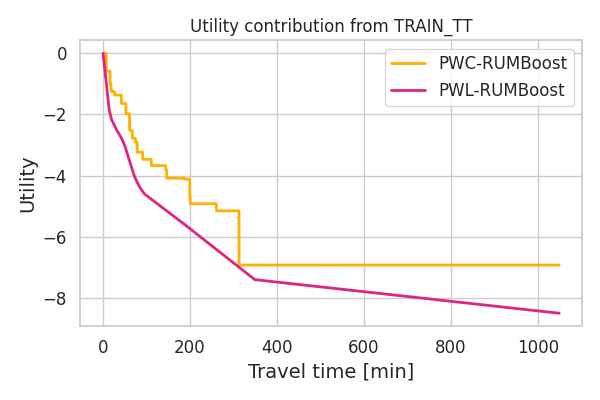 Utility contribution from TRAIN_TT
PWC-RUMBoost
PWL-RUMBoost
Utility
0
−2
−4
−6
−8
0 200 400 600 800 1000
Travel time [min]